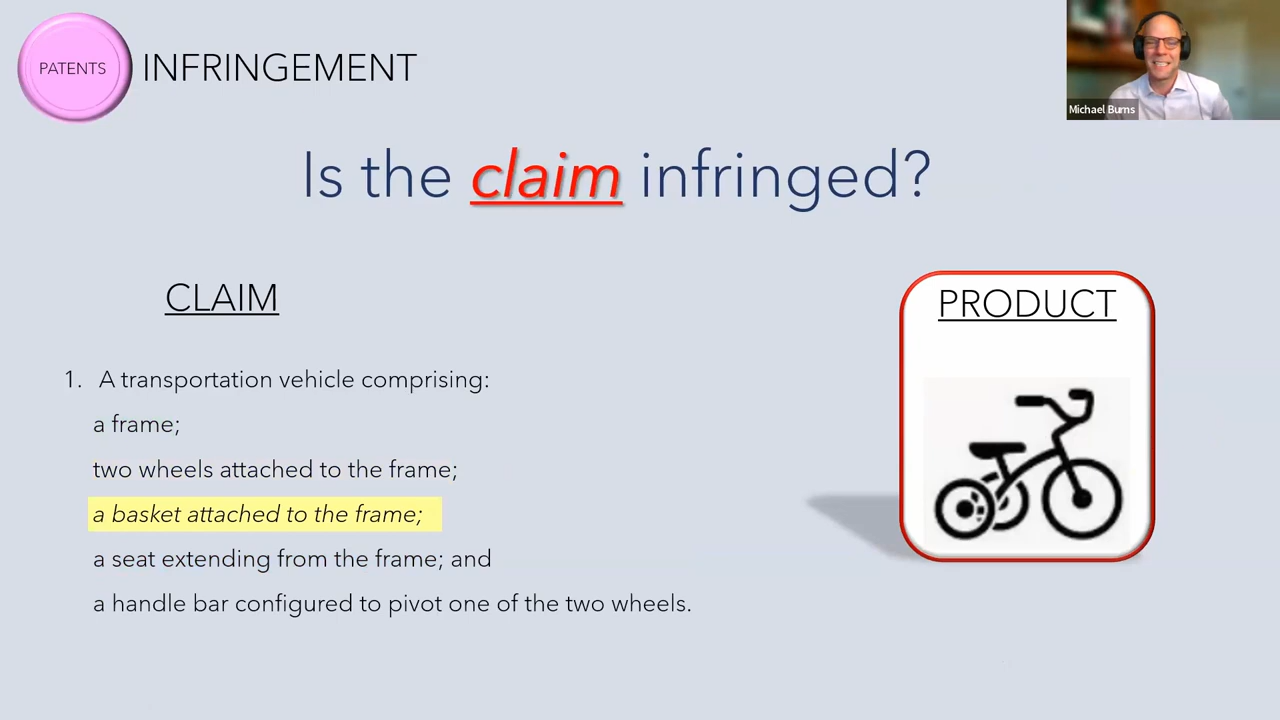 PATENTS
INFRINGEMENT
Michael Burns
Is the claim infringed?
CLAIM
PRODUCT
1. A transportation vehicle comprising:
a frame;
two wheels attached to the frame;
a basket attached to the frame;
a seat extending from the frame; and
a handle bar configured to pivot one of the two wheels.